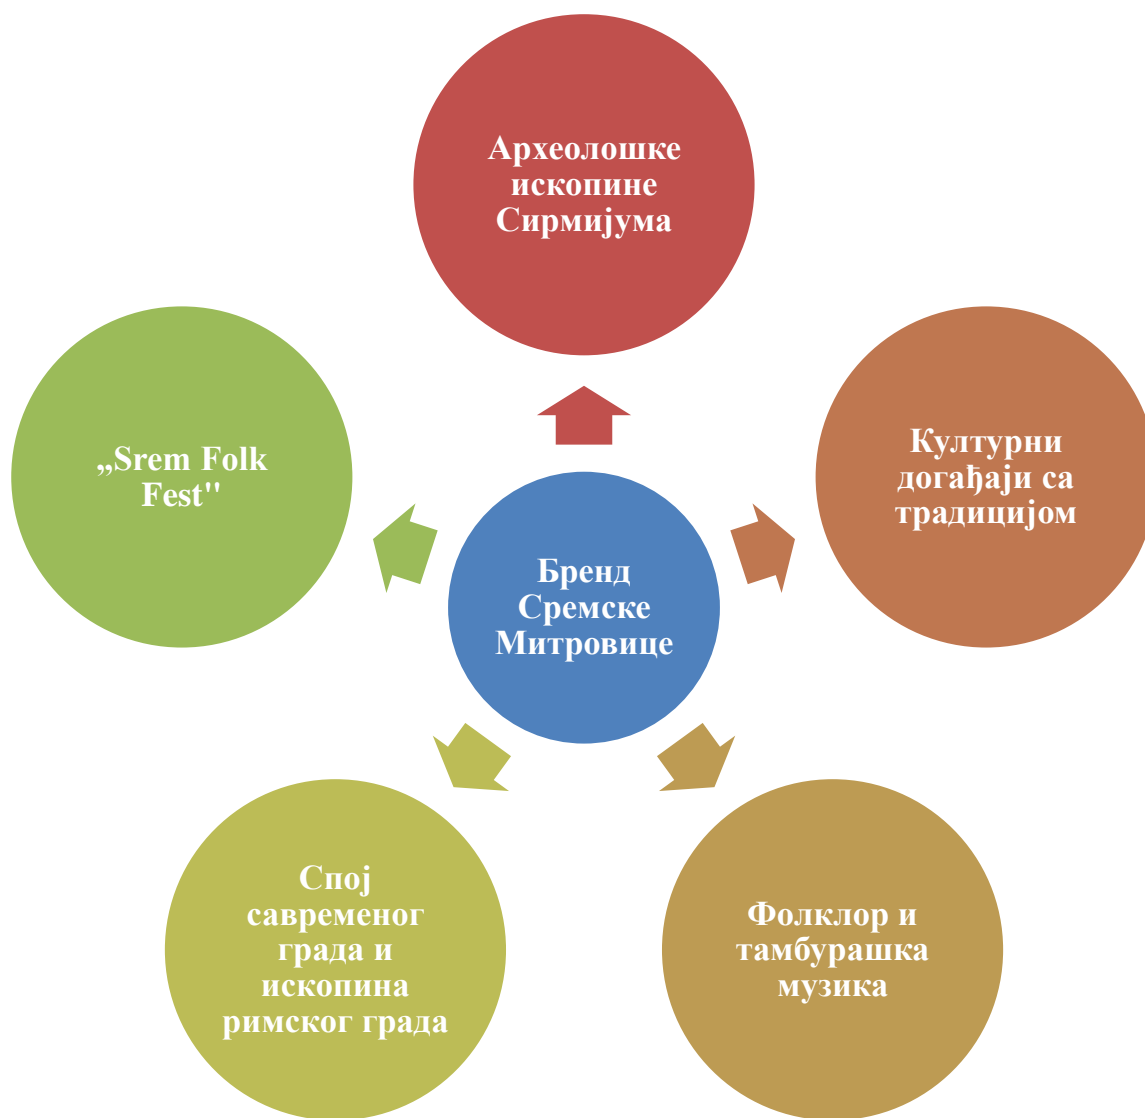 Археолошке
ископине
Сирмијума
Културни
догађаји са
традицијом
„Srem Folk
Fest"
Бренд
Сремске
Митровице
Спој
савременог
града и
ископина
римског града
Фолклор и
тамбурашка
музика